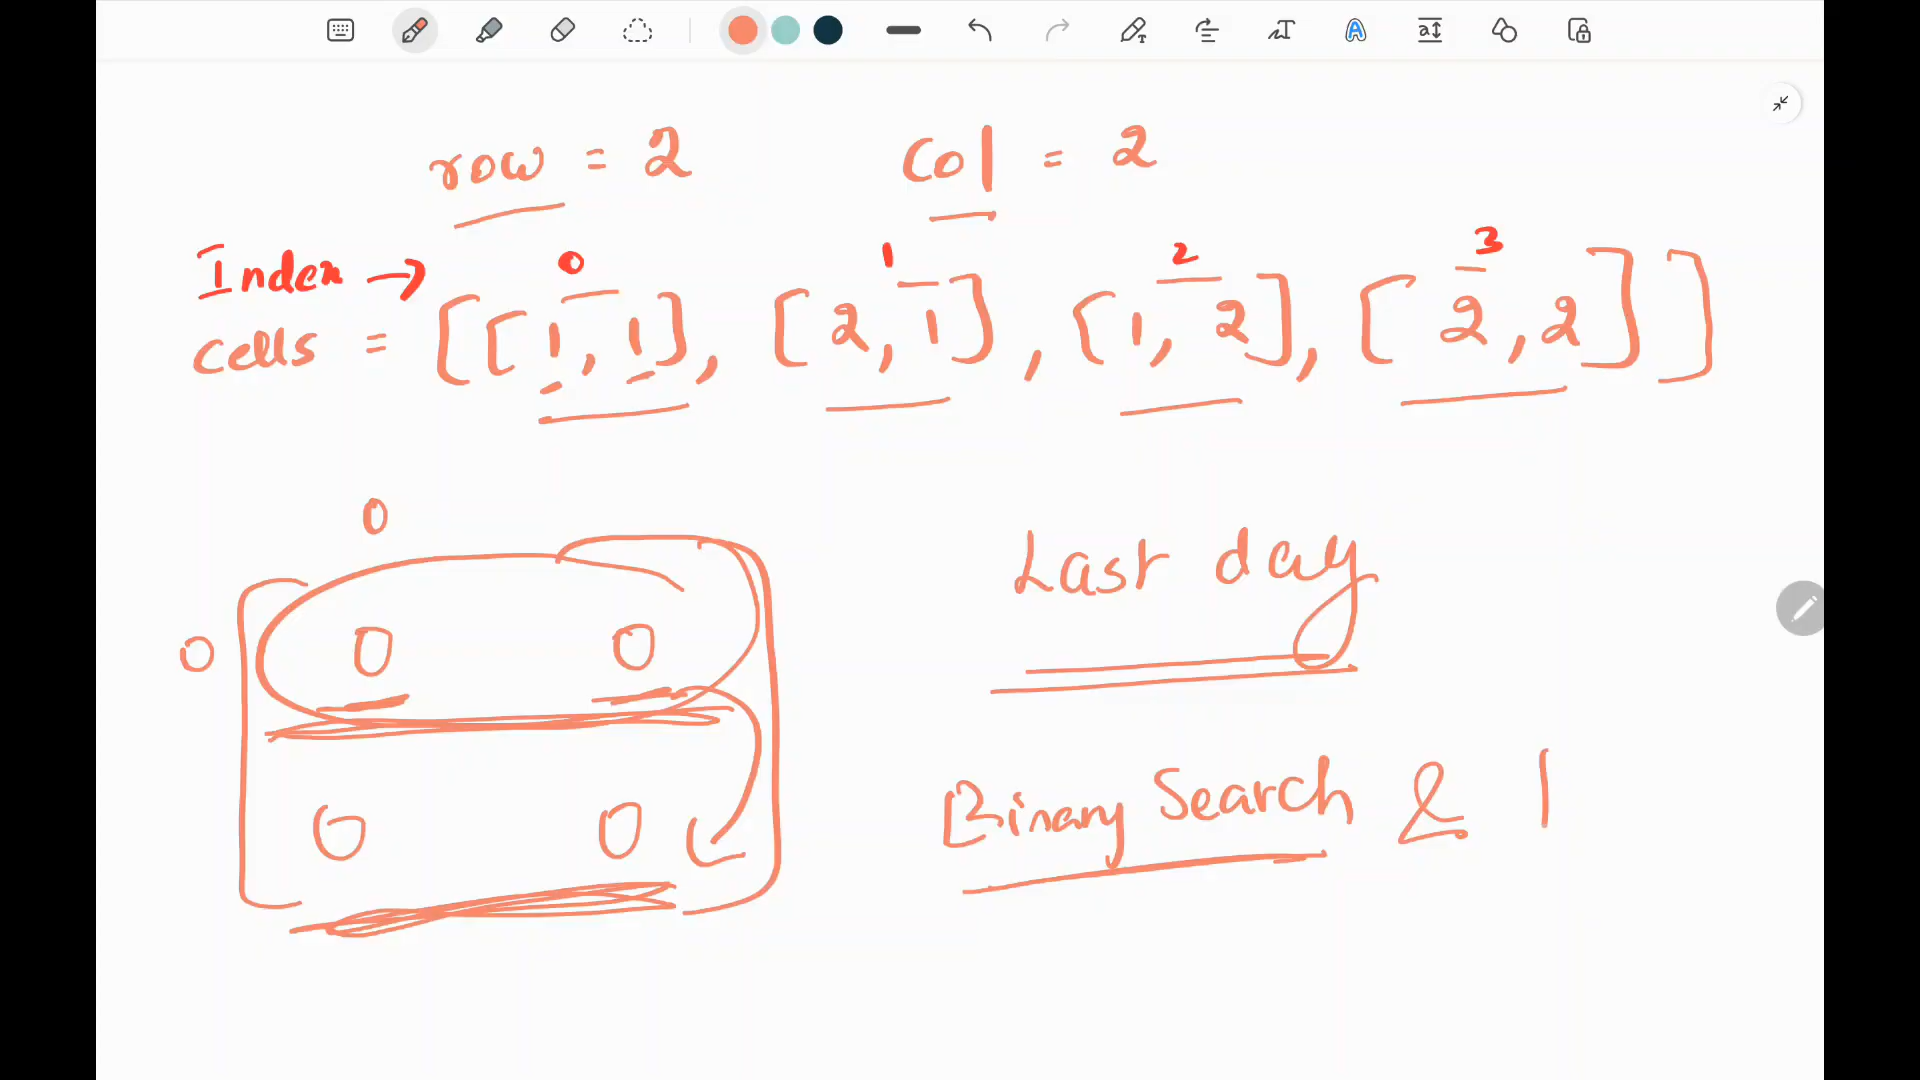 row = 2 col = 2
Index → 0 1 2 3
cells = [[1, 1], [2, 1], [1, 2], [2, 2]]
0
0 0 0
0 0
Last day
Binary Search &